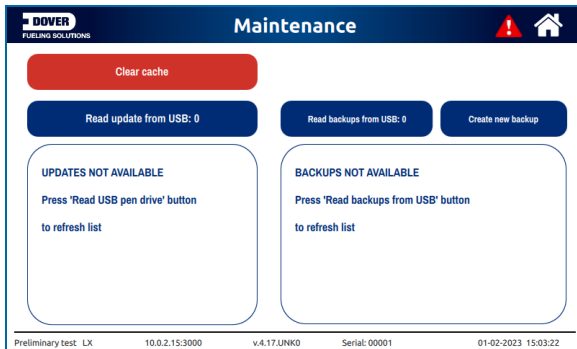 DOVER
FUELING SOLUTIONS
Maintenance
Clear cache
Read update from USB: 0
Read backups from USB: 0
Create new backup
UPDATES NOT AVAILABLE
Press 'Read USB pen drive' button
to refresh list
BACKUPS NOT AVAILABLE
Press 'Read backups from USB' button
to refresh list
Preliminary test LX 10.0.2.15:3000 v.4.17.UNK0 Serial: 00001 01-02-2023 15:03:22